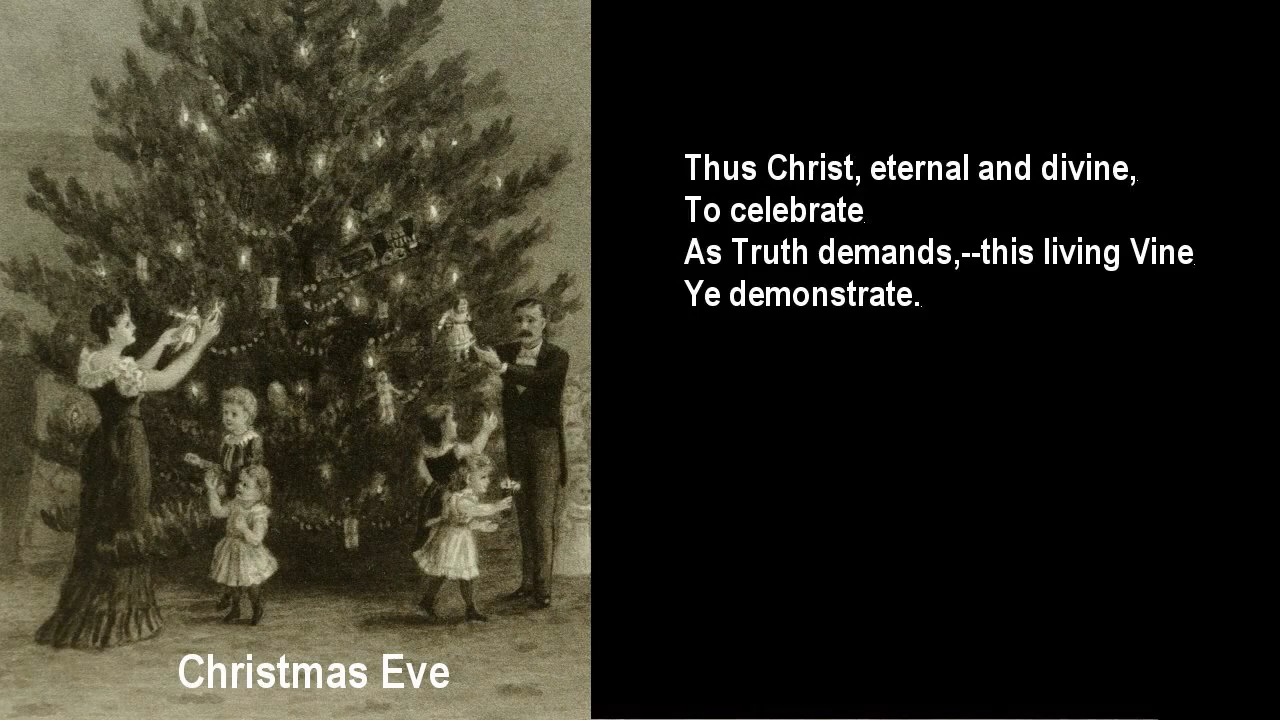 Thus Christ, eternal and divine,
To celebrate
As Truth demands,--this living Vine
Ye demonstrate.
Christmas Eve